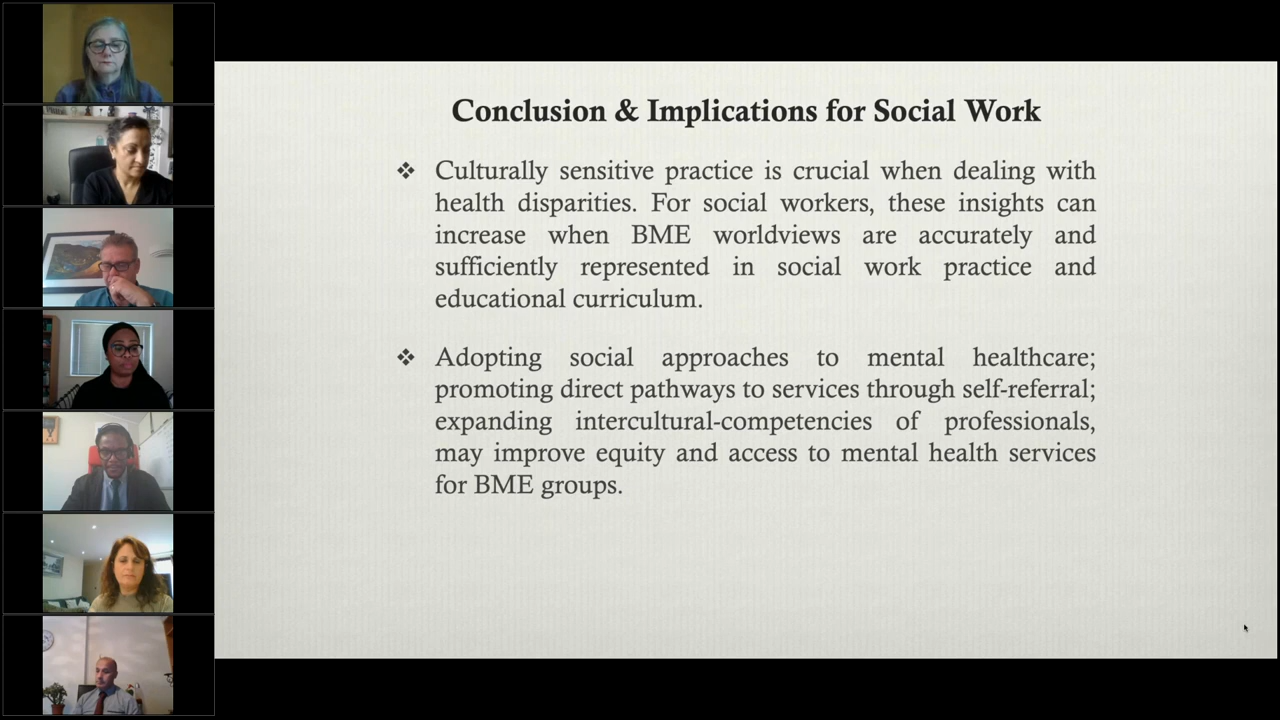 Conclusion & Implications for Social Work
❖ Culturally sensitive practice is crucial when dealing with
health disparities. For social workers, these insights can
increase when BME worldviews are accurately and
sufficiently represented in social work practice and
educational curriculum.
❖ Adopting social approaches to mental healthcare;
promoting direct pathways to services through self-referral;
expanding intercultural-competencies of professionals,
may improve equity and access to mental health services
for BME groups.